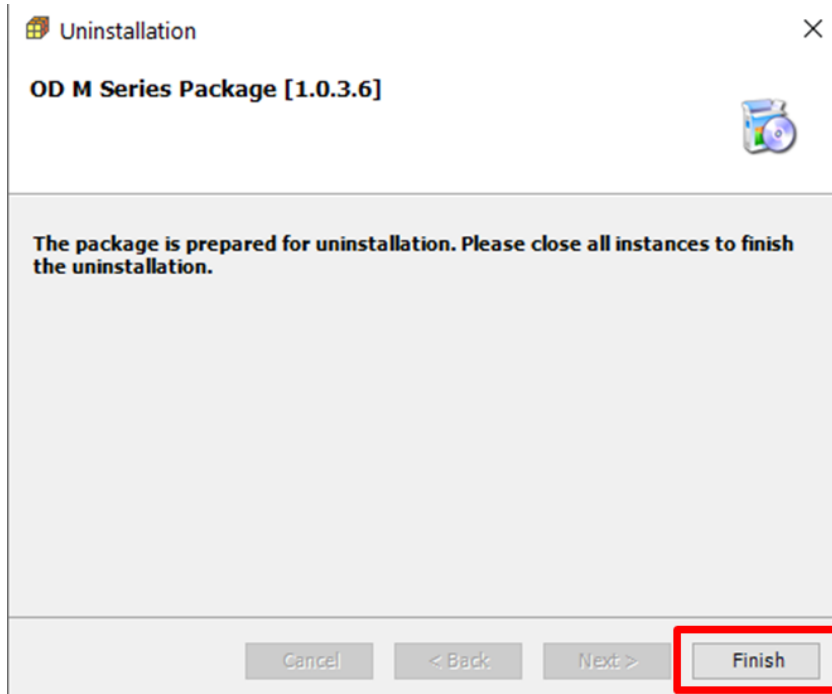 Uninstallation
OD M Series Package [1.0.3.6]
The package is prepared for uninstallation. Please close all instances to finish
the uninstallation.
Cancel
< Back
Next >
Finish